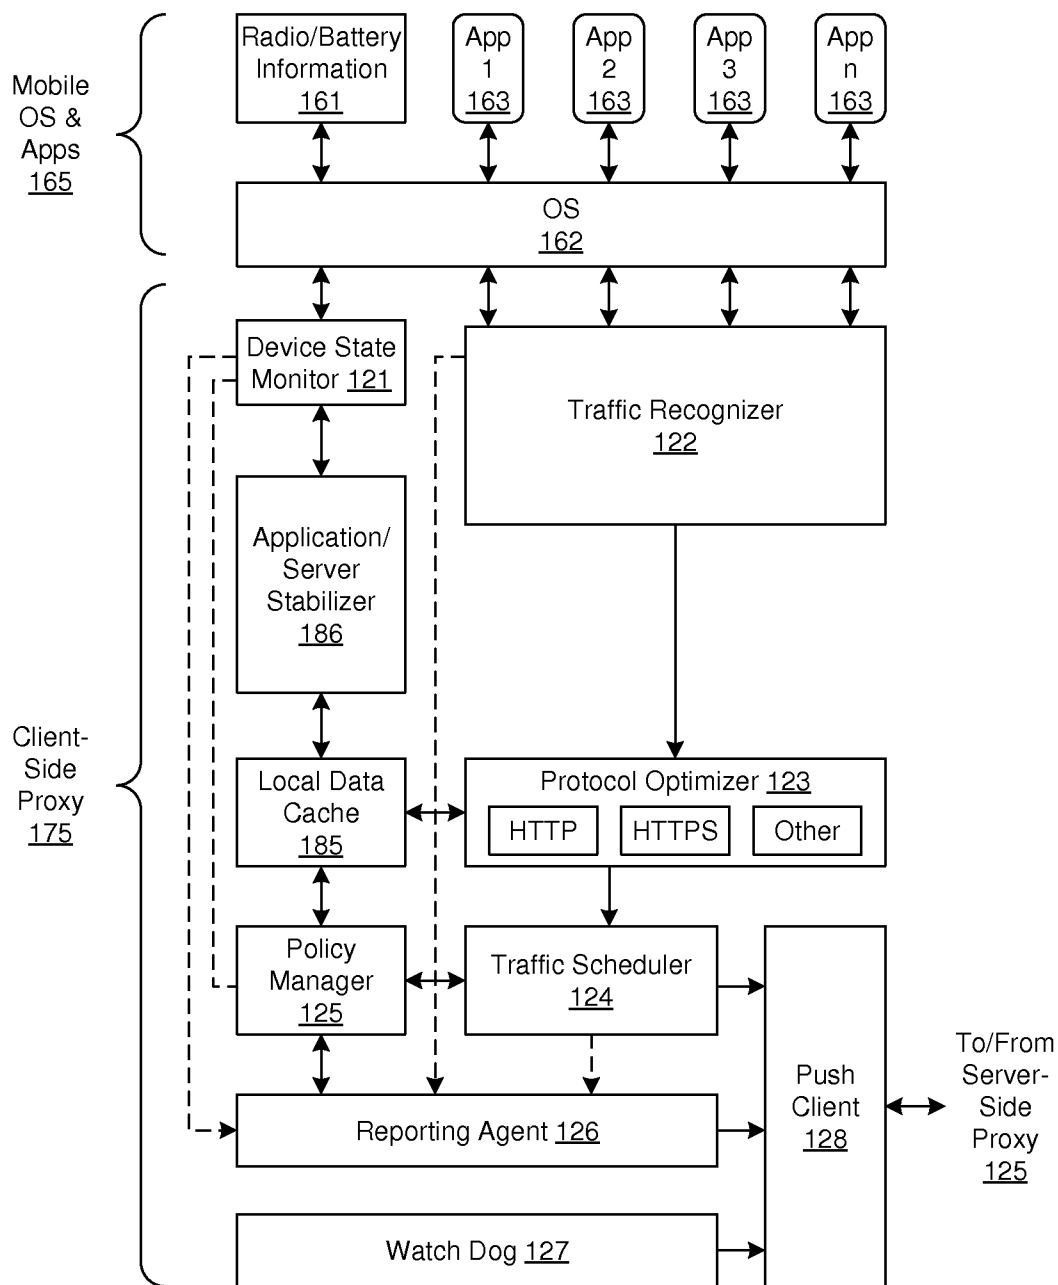 Mobile
OS &
Apps
165
Radio/Battery
Information
161
App
1
163
App
2
163
App
3
163
App
n
163
OS
162
Client-
Side
Proxy
175
Device State
Monitor 121
Traffic Recognizer
122
Application/
Server
Stabilizer
186
Local Data
Cache
185
Protocol Optimizer 123
HTTP
HTTPS
Other
Policy
Manager
125
Traffic Scheduler
124
Push
Client
128
To/From
Server-
Side
Proxy
125
Reporting Agent 126
Watch Dog 127